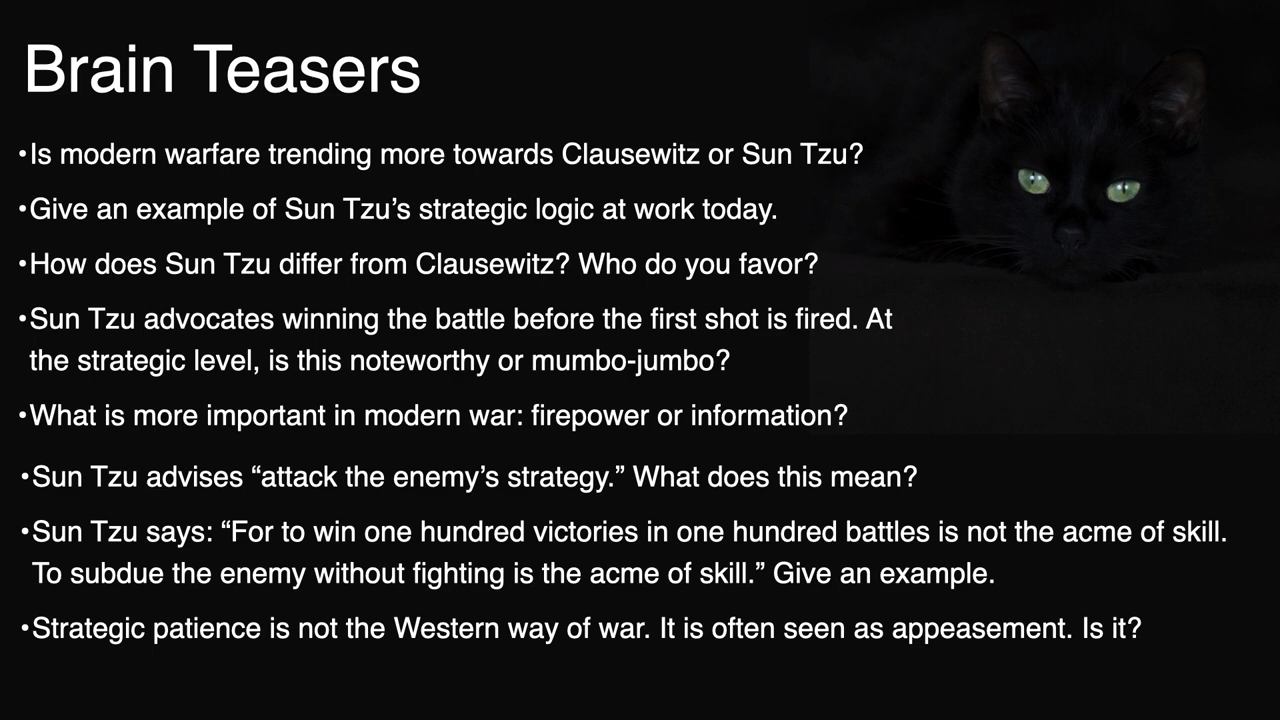 Brain Teasers
•Is modern warfare trending more towards Clausewitz or Sun Tzu?
•Give an example of Sun Tzu’s strategic logic at work today.
•How does Sun Tzu differ from Clausewitz? Who do you favor?
•Sun Tzu advocates winning the battle before the first shot is fired. At
the strategic level, is this noteworthy or mumbo-jumbo?
•What is more important in modern war: firepower or information?
•Sun Tzu advises “attack the enemy’s strategy.” What does this mean?
•Sun Tzu says: “For to win one hundred victories in one hundred battles is not the acme of skill.
To subdue the enemy without fighting is the acme of skill.” Give an example.
•Strategic patience is not the Western way of war. It is often seen as appeasement. Is it?